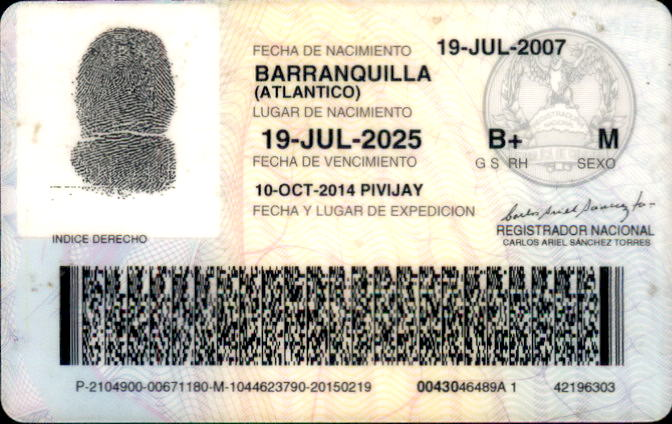 FECHA DE NACIMIENTO 19-JUL-2007
BARRANQUILLA
(ATLANTICO)
LUGAR DE NACIMIENTO
19-JUL-2025 B+ M
FECHA DE VENCIMIENTO G S RH SEXO
10-OCT-2014 PIVIJAY
FECHA Y LUGAR DE EXPEDICION
REGISTRADOR NACIONAL
CARLOS ARIEL SÁNCHEZ TORRES
INDICE DERECHO
P-2104900-00671180-M-1044623790-20150219 0043046489A 1 42196303